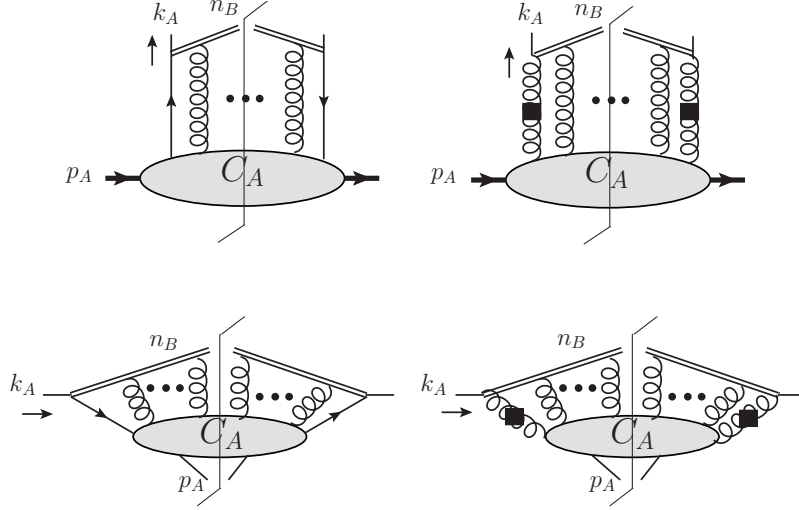 k_A n_B n_B
p_A C_A p_A C_A
k_A
n_B n_B
k_A k_A
C_A C_A
p_A p_A